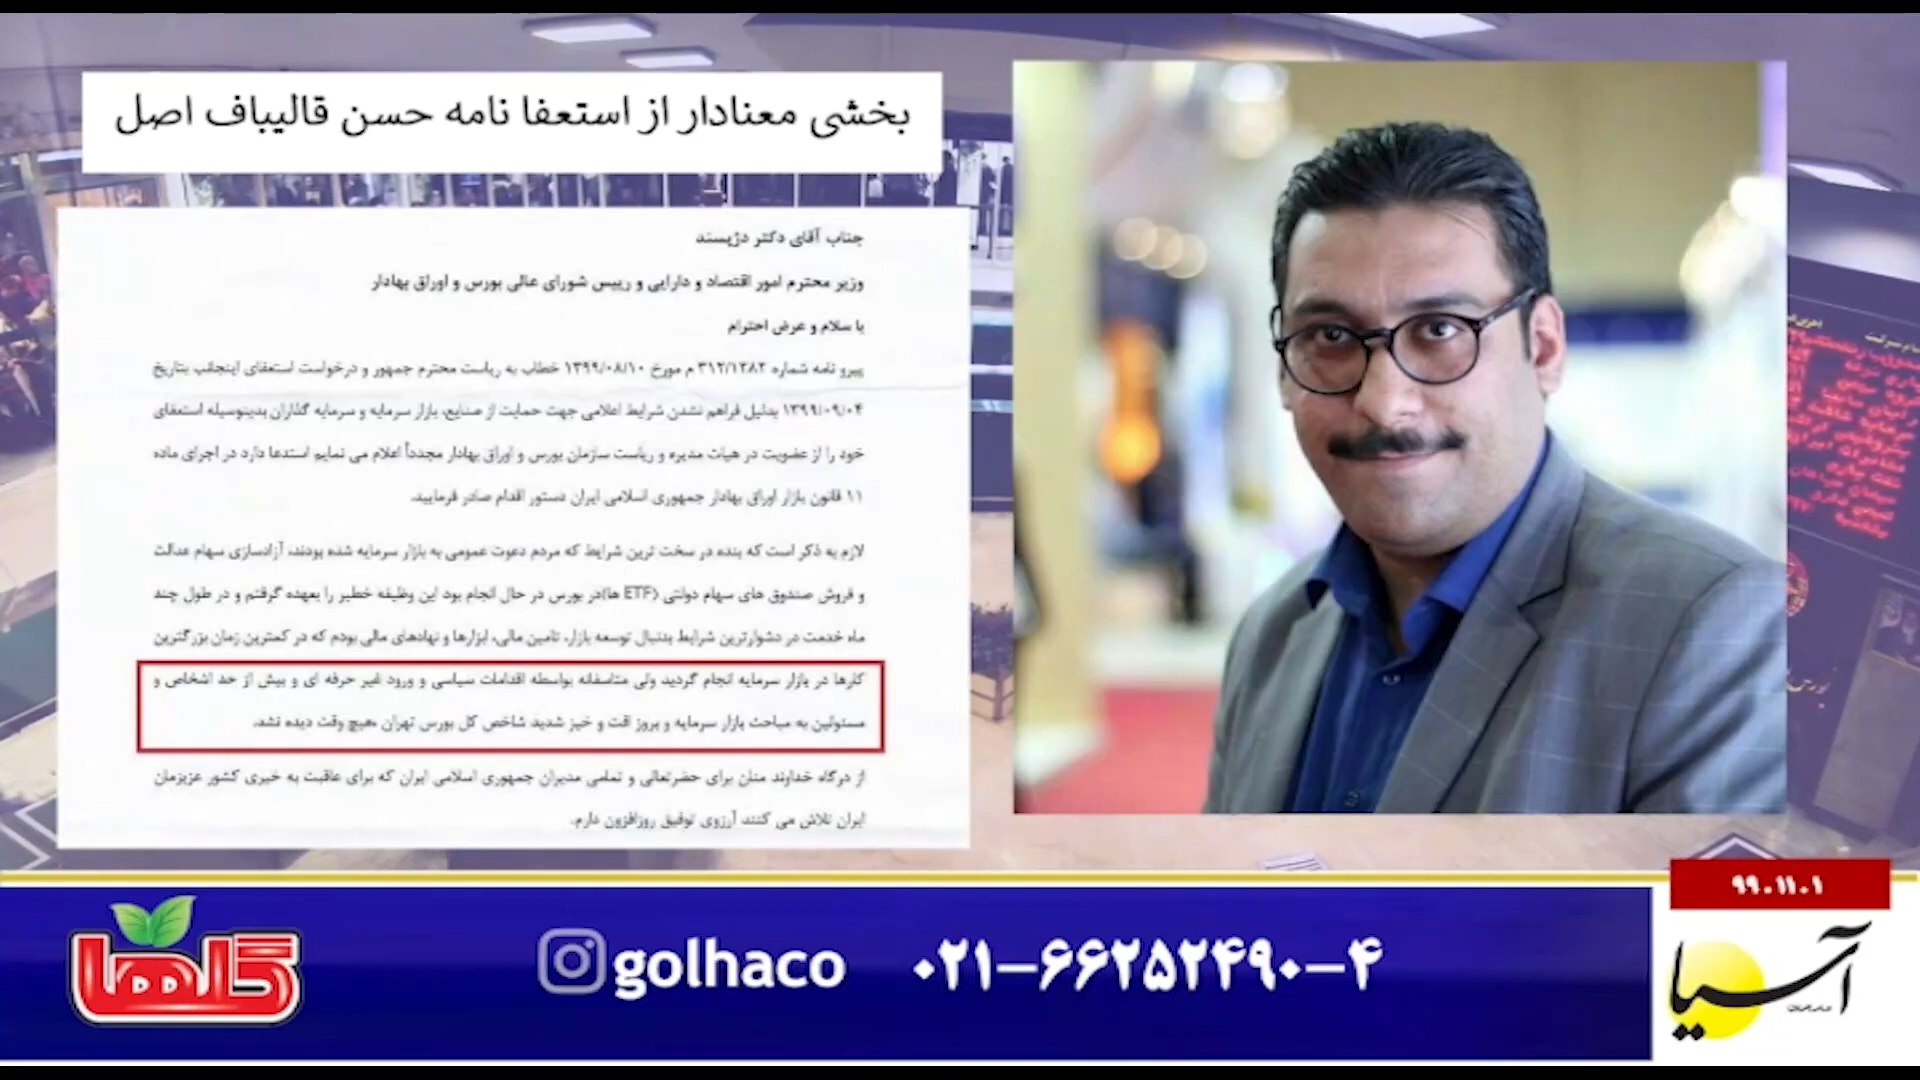 بخشی معنادار از استعفا نامه حسن قالیباف اصل
جناب آقای دکتر دژپسند
وزیر محترم امور اقتصاد و دارایی و رییس شورای عالی بورس و اوراق بهادار
با سلام و عرض احترام
پیرو نامه شماره ۳۱۲/۱۲۸۲ م مورخ ۱۳۹۹/۰۸/۱۰ خطاب به ریاست محترم جمهور و درخواست استعفای اینجانب بتاریخ
۱۳۹۹/۰۹/۰۴ بدلیل فراهم نشدن شرایط اعلامی جهت حمایت از صنایع، بازار سرمایه و سرمایه گذاران بدینوسیله استعفای
خود را از عضویت در هیات مدیره و ریاست سازمان بورس و اوراق بهادار مجدداً اعلام می نمایم استدعا دارد در اجرای ماده
۱۱ قانون بازار اوراق بهادار جمهوری اسلامی ایران دستور اقدام صادر فرمایید.
لازم به ذکر است که بنده در سخت ترین شرایط که مردم دعوت عمومی به بازار سرمایه شده بودند، آزادسازی سهام عدالت
و فروش صندوق های سهام دولتی (ETF ها)در بورس در حال انجام بود این وظیفه خطیر را بعهده گرفتم و در طول چند
ماه خدمت در دشوارترین شرایط بدنبال توسعه بازار، تامین مالی، ابزارها و نهادهای مالی بودم که در کمترین زمان بزرگترین
کارها در بازار سرمایه انجام گردید ولی متاسفانه بواسطه اقدامات سیاسی و ورود غیر حرفه ای و بیش از حد اشخاص و
مسئولین به مباحث بازار سرمایه و بروز افت و خیز شدید شاخص کل بورس تهران هیچ وقت دیده نشد.
از درگاه خداوند منان برای حضرتعالی و تمامی مدیران جمهوری اسلامی ایران که برای عاقبت به خیری کشور عزیزمان
ایران تلاش می کنند آرزوی توفیق روزافزون دارم.
۹۹.۱۱.۰۱
گلها
golhaco
۰۲۱-۶۶۲۵۲۴۹۰-۴
آسیا